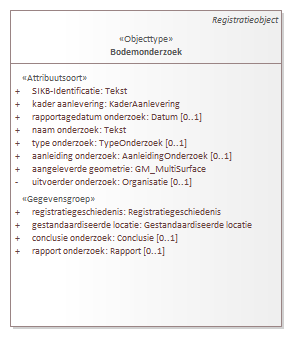 Registratieobject
«Objecttype»
Bodemonderzoek
«Attribuutsoort»
+ SIKB-Identificatie: Tekst
+ kader aanlevering: KaderAanlevering
+ rapportagedatum onderzoek: Datum [0..1]
+ naam onderzoek: Tekst
+ type onderzoek: TypeOnderzoek [0..1]
+ aanleiding onderzoek: AanleidingOnderzoek [0..1]
+ aangeleverde geometrie: GM_MultiSurface
- uitvoerder onderzoek: Organisatie [0..1]
«Gegevensgroep»
+ registratiegeschiedenis: Registratiegeschiedenis
+ gestandaardiseerde locatie: Gestandaardiseerde locatie
+ conclusie onderzoek: Conclusie [0..1]
+ rapport onderzoek: Rapport [0..1]